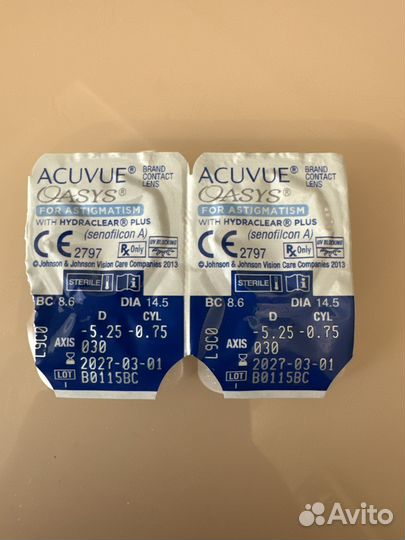 ACUVUE®
BRAND
CONTACT
LENS
OASYS®
FOR ASTIGMATISM
WITH HYDRACLEAR® PLUS
(senofilcon A)
CE 2797
Rx Only
UV BLOCKING
© Johnson & Johnson Vision Care Companies 2013
STERILE
BC 8.6 DIA 14.5
D CYL
-5.25 -0.75
AXIS 030
2027-03-01
LOT B0115BC
L9C0
ACUVUE®
BRAND
CONTACT
LENS
OASYS®
FOR ASTIGMATISM
WITH HYDRACLEAR® PLUS
(senofilcon A)
CE 2797
Rx Only
UV BLOCKING
© Johnson & Johnson Vision Care Companies 2013
STERILE
BC 8.6 DIA 14.5
D CYL
-5.25 -0.75
AXIS 030
2027-03-01
LOT B0115BC
L9C0
Avito